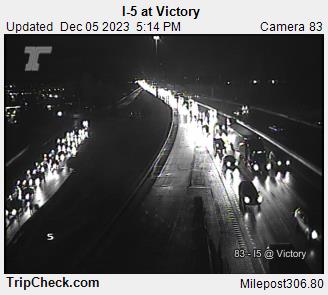 I-5 at Victory
Updated Dec 05 2023 5:14 PM Camera 83
T
S
83 - I5 @ Victory
TripCheck.com Milepost306.80